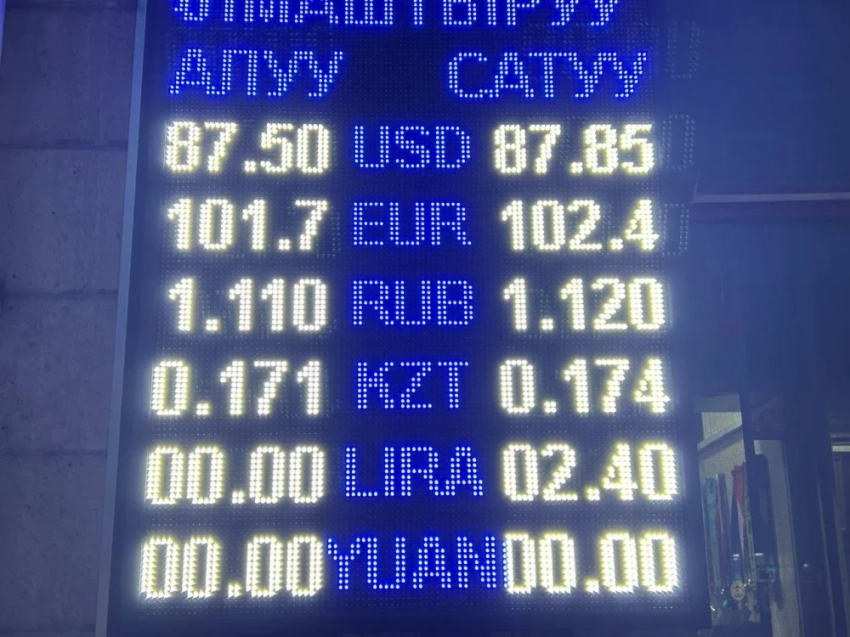 АЛМАШТЫРУУ
АЛУУ САТУУ
87.50 USD 87.85
101.7 EUR 102.4
1.110 RUB 1.120
0.171 KZT 0.174
00.00 LIRA 02.40
00.00 YUAN 00.00